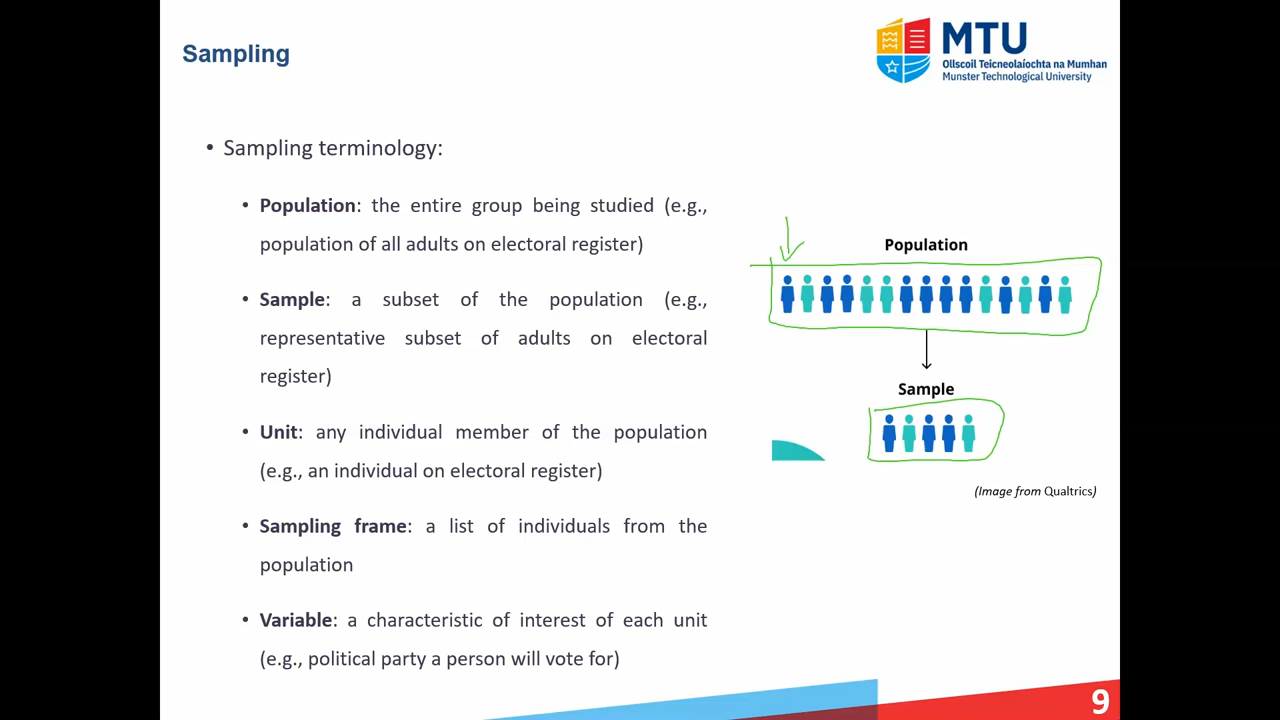 Sampling
MTU
Ollscoil Teicneolaíochta na Mumhan
Munster Technological University
• Sampling terminology:
• Population: the entire group being studied (e.g.,
population of all adults on electoral register)
• Sample: a subset of the population (e.g.,
representative subset of adults on electoral
register)
• Unit: any individual member of the population
(e.g., an individual on electoral register)
• Sampling frame: a list of individuals from the
population
• Variable: a characteristic of interest of each unit
(e.g., political party a person will vote for)
Population
Sample
(Image from Qualtrics)
9